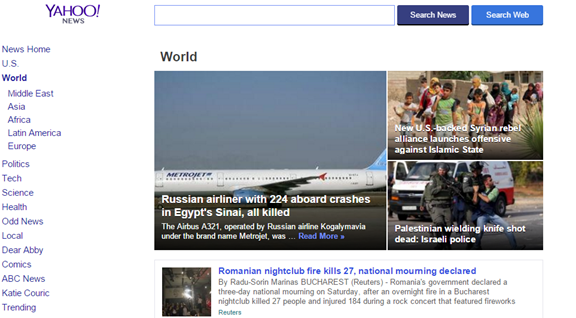 YAHOO!
NEWS
Search News
Search Web
News Home
U.S.
World
Middle East
Asia
Africa
Latin America
Europe
Politics
Tech
Science
Health
Odd News
Local
Dear Abby
Comics
ABC News
Katie Couric
Trending
World
METROJET
Russian airliner with 224 aboard crashes
in Egypt's Sinai, all killed
The Airbus A321, operated by Russian airline Kogalymavia
under the brand name Metrojet, was ... Read More »
New U.S.-backed Syrian rebel
alliance launches offensive
against Islamic State
Palestinian wielding knife shot
dead: Israeli police
Romanian nightclub fire kills 27, national mourning declared
By Radu-Sorin Marinas BUCHAREST (Reuters) - Romania's government declared a
three-day national mourning on Saturday, after an overnight fire in a Bucharest
nightclub killed 27 people and injured 184 during a rock concert that featured fireworks
Reuters